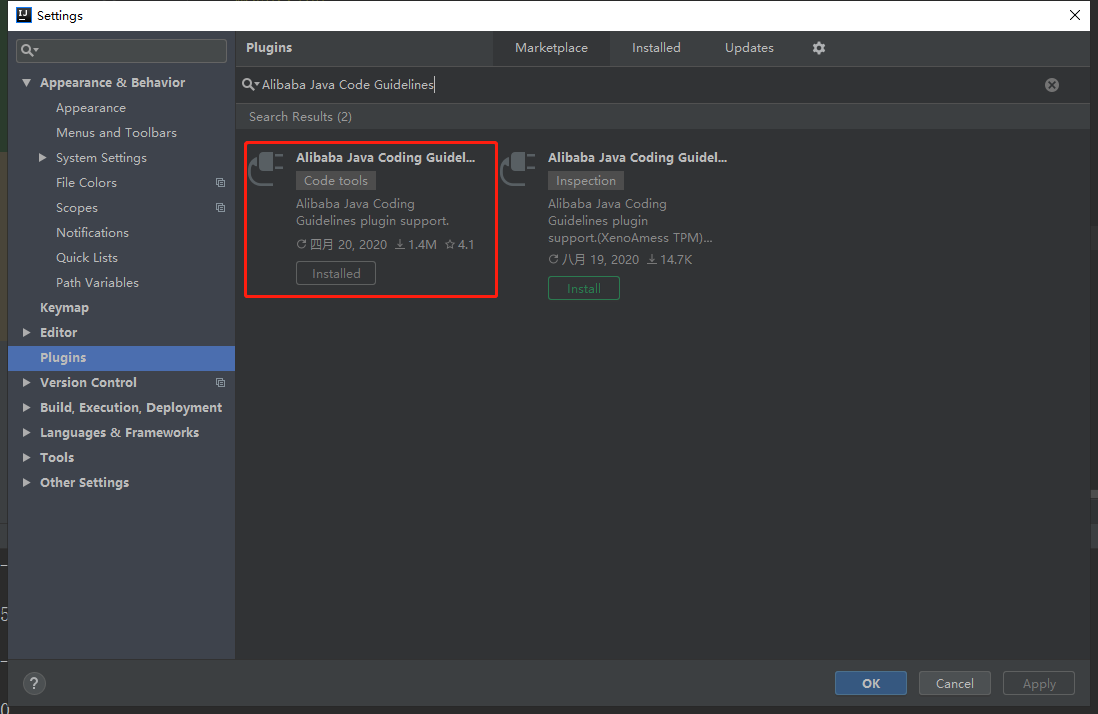 Settings
Appearance & Behavior
Appearance
Menus and Toolbars
System Settings
File Colors
Scopes
Notifications
Quick Lists
Path Variables
Keymap
Editor
Plugins
Version Control
Build, Execution, Deployment
Languages & Frameworks
Tools
Other Settings
Plugins
Marketplace
Installed
Updates
Alibaba Java Code Guidelines
Search Results (2)
Alibaba Java Coding Guidel...
Code tools
Alibaba Java Coding
Guidelines plugin support.
四月 20, 2020 1.4M 4.1
Installed
Alibaba Java Coding Guidel...
Inspection
Alibaba Java Coding
Guidelines plugin
support.(XenoAmess TPM)...
八月 19, 2020 14.7K
Install
?
OK
Cancel
Apply